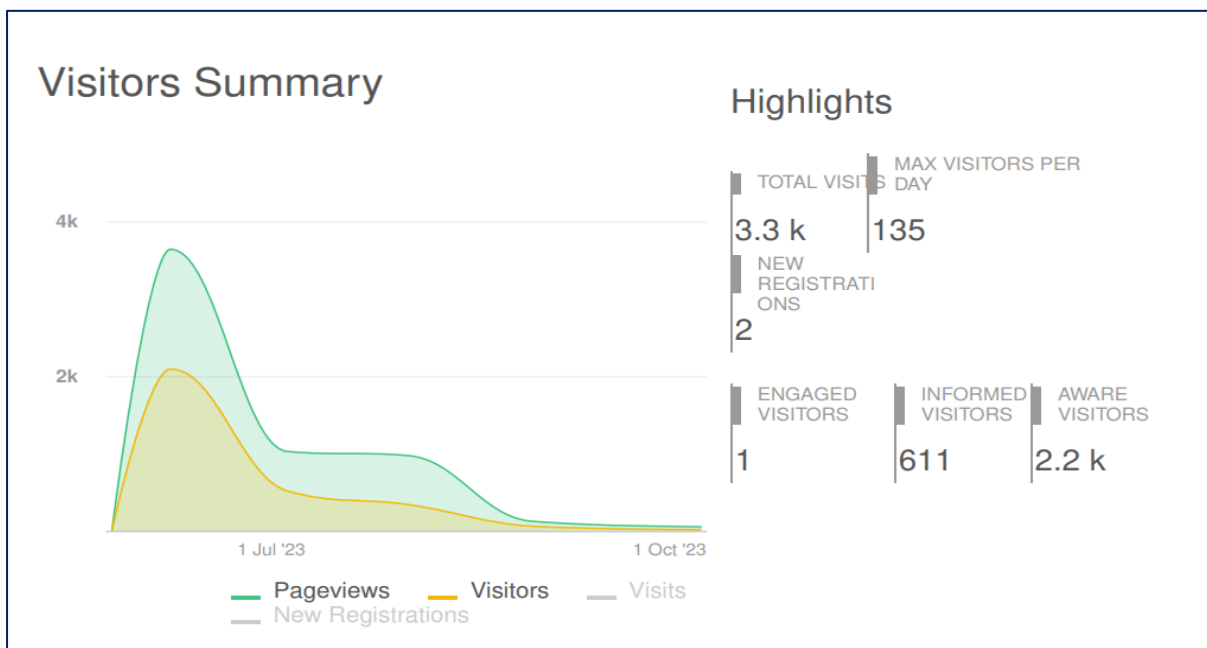 Visitors Summary
4k
2k
1 Jul '23
1 Oct '23
Pageviews
Visitors
Visits
New Registrations
Highlights
TOTAL VISITS
3.3 k
MAX VISITORS PER
DAY
135
NEW
REGISTRATI
ONS
2
ENGAGED
VISITORS
1
INFORMED
VISITORS
611
AWARE
VISITORS
2.2 k